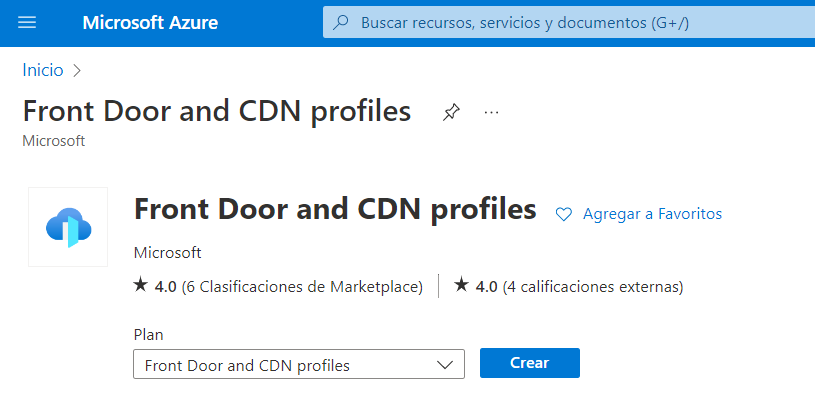 Microsoft Azure
Buscar recursos, servicios y documentos (G+/)
Inicio
Front Door and CDN profiles
Microsoft
Front Door and CDN profiles
Agregar a Favoritos
Microsoft
4.0 (6 Clasificaciones de Marketplace)
4.0 (4 calificaciones externas)
Plan
Front Door and CDN profiles
Crear